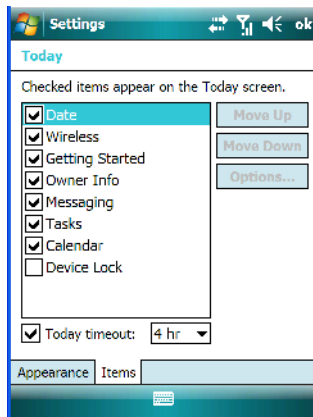 Settings ok
Today
Checked items appear on the Today screen.
Date
Wireless
Getting Started
Owner Info
Messaging
Tasks
Calendar
Device Lock
Move Up
Move Down
Options...
Today timeout: 4 hr
Appearance Items